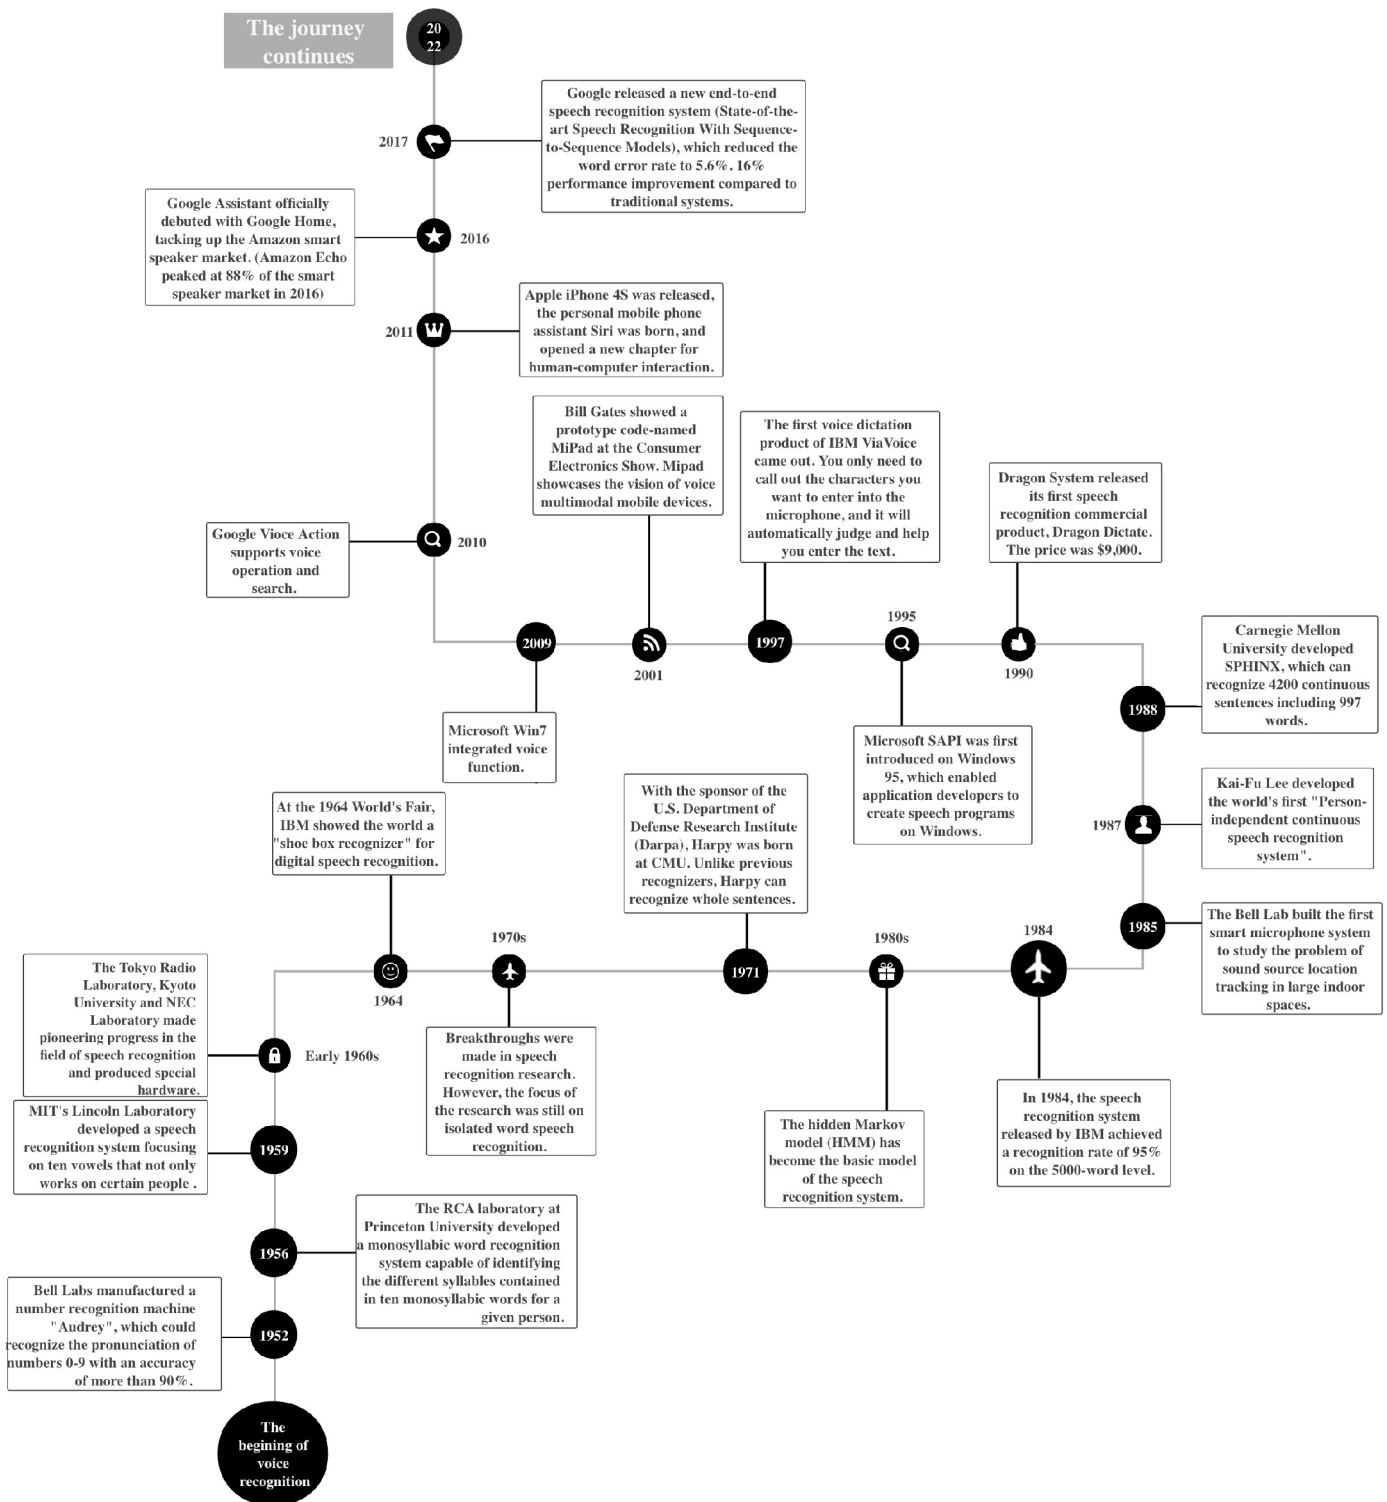 The journey
continues
20
22
Google released a new end-to-end
speech recognition system (State-of-the-
art Speech Recognition With Sequence-
to-Sequence Models), which reduced the
word error rate to 5.6%. 16%
performance improvement compared to
traditional systems.
2017
Google Assistant officially
debuted with Google Home,
tacking up the Amazon smart
speaker market. (Amazon Echo
peaked at 88% of the smart
speaker market in 2016)
2016
Apple iPhone 4S was released,
the personal mobile phone
assistant Siri was born, and
opened a new chapter for
human-computer interaction.
2011
Bill Gates showed a
prototype code-named
MiPad at the Consumer
Electronics Show. Mipad
showcases the vision of voice
multimodal mobile devices.
The first voice dictation
product of IBM ViaVoice
came out. You only need to
call out the characters you
want to enter into the
microphone, and it will
automatically judge and help
you enter the text.
Dragon System released
its first speech
recognition commercial
product, Dragon Dictate.
The price was $9,000.
Google Vioce Action
supports voice
operation and
search.
2010
2009
2001
1997
1995
1990
Carnegie Mellon
University developed
SPHINX, which can
recognize 4200 continuous
sentences including 997
words.
1988
Microsoft Win7
integrated voice
function.
Microsoft SAPI was first
introduced on Windows
95, which enabled
application developers to
create speech programs
on Windows.
Kai-Fu Lee developed
the world's first "Person-
independent continuous
speech recognition
system".
1987
At the 1964 World's Fair,
IBM showed the world a
"shoe box recognizer" for
digital speech recognition.
With the sponsor of the
U.S. Department of
Defense Research Institute
(Darpa), Harpy was born
at CMU. Unlike previous
recognizers, Harpy can
recognize whole sentences.
The Bell Lab built the first
smart microphone system
to study the problem of
sound source location
tracking in large indoor
spaces.
1985
1984
1980s
1971
1970s
1964
The Tokyo Radio
Laboratory, Kyoto
University and NEC
Laboratory made
pioneering progress in the
field of speech recognition
and produced special
hardware.
Early 1960s
Breakthroughs were
made in speech
recognition research.
However, the focus of
the research was still on
isolated word speech
recognition.
The hidden Markov
model (HMM) has
become the basic model
of the speech
recognition system.
In 1984, the speech
recognition system
released by IBM achieved
a recognition rate of 95%
on the 5000-word level.
MIT's Lincoln Laboratory
developed a speech
recognition system focusing
on ten vowels that not only
works on certain people .
1959
The RCA laboratory at
Princeton University developed
a monosyllabic word recognition
system capable of identifying
the different syllables contained
in ten monosyllabic words for a
given person.
1956
Bell Labs manufactured a
number recognition machine
"Audrey", which could
recognize the pronunciation of
numbers 0-9 with an accuracy
of more than 90%.
1952
The
begining of
voice
recognition